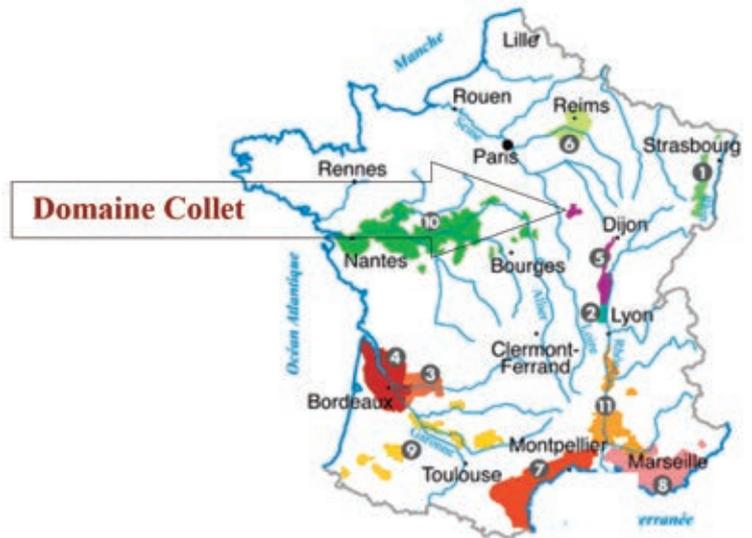 Lille
Manche
Rouen
Reims
Seine
Paris
6
Strasbourg
Rennes
1
Rhin
Domaine Collet
10
Dijon
Nantes
Bourges
5
Océan Atlantique
Allier
Loire
2
Lyon
Clermont-
Ferrand
Rhône
4
3
Bordeaux
11
Garonne
Montpellier
9
Toulouse
7
Marseille
8
erranée